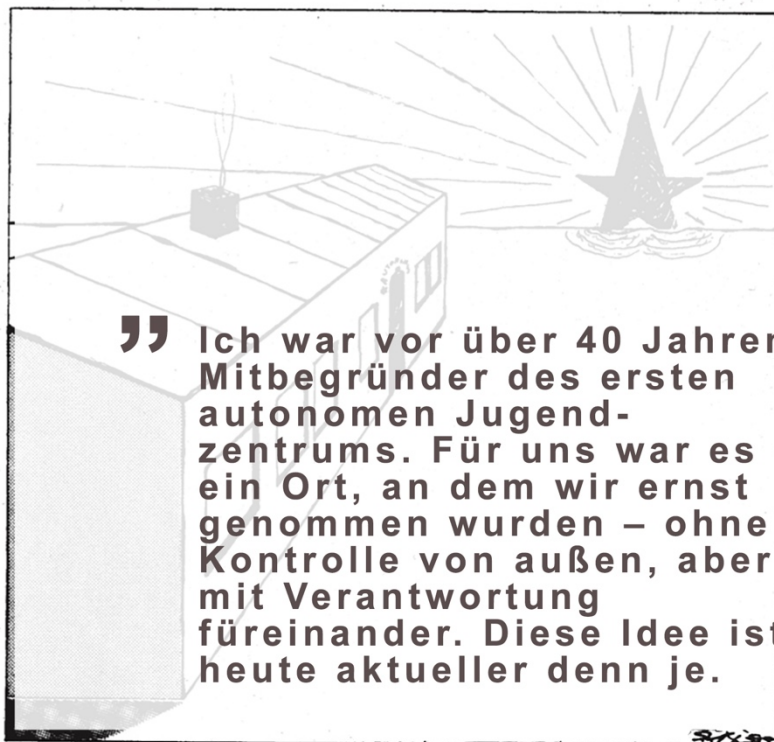 ” Ich war vor über 40 Jahren
Mitbegründer des ersten
autonomen Jugend-
zentrums. Für uns war es
ein Ort, an dem wir ernst
genommen wurden – ohne
Kontrolle von außen, aber
mit Verantwortung
füreinander. Diese Idee ist
heute aktueller denn je.